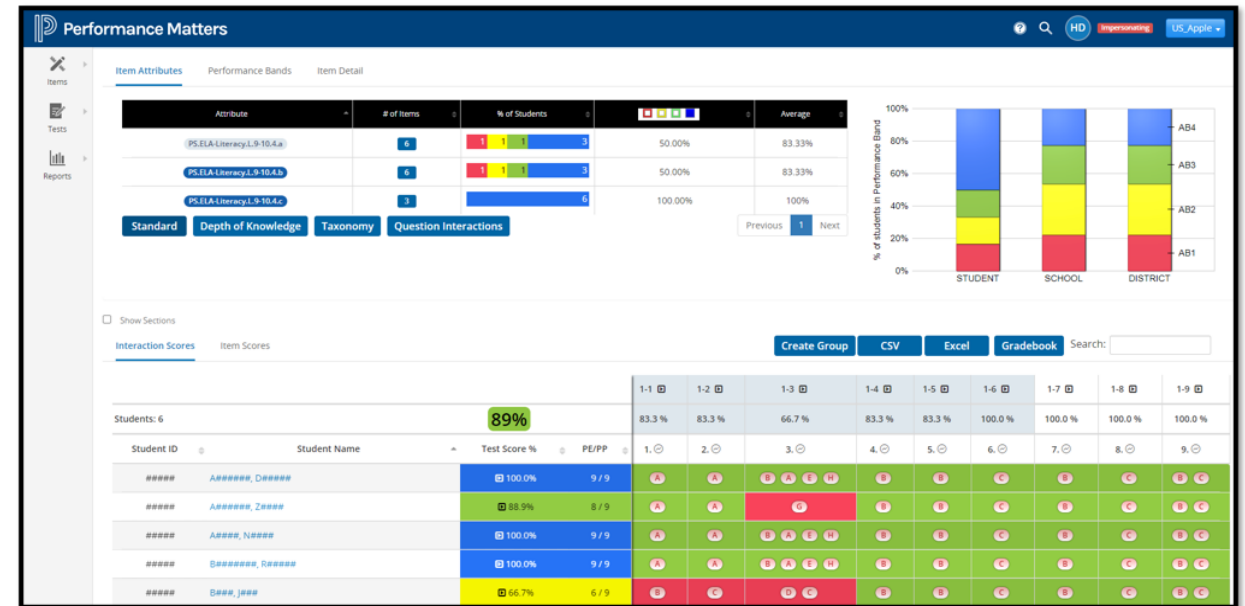 Performance Matters HD Impersonating US_Apple
Items
Tests
Reports
Item Attributes Performance Bands Item Detail
Attribute # of Items % of Students Average
PS.ELA-Literacy.L.9-10.4.a 6 1 1 1 3 50.00% 83.33%
PS.ELA-Literacy.L.9-10.4.b 6 1 1 1 3 50.00% 83.33%
PS.ELA-Literacy.L.9-10.4.c 3 6 100.00% 100%
Standard Depth of Knowledge Taxonomy Question Interactions Previous 1 Next
% of students in Performance Band
100%
80%
60%
40%
20%
0%
AB4
AB3
AB2
AB1
STUDENT SCHOOL DISTRICT
Show Sections
Interaction Scores Item Scores Create Group CSV Excel Gradebook Search:
1-1 1-2 1-3 1-4 1-5 1-6 1-7 1-8 1-9
Students: 6 89% 83.3 % 83.3 % 66.7 % 83.3 % 83.3 % 100.0 % 100.0 % 100.0 % 100.0 %
Student ID Student Name Test Score % PE/PP 1. 2. 3. 4. 5. 6. 7. 8. 9.
##### A######, D##### 100.0% 9 / 9 A A B A E H B B C B C B C
##### A######, Z#### 88.9% 8 / 9 A A G B B C B C B C
##### A####, N#### 100.0% 9 / 9 A A B A E H B B C B C B C
##### B#######, R##### 100.0% 9 / 9 A A B A E H B B C B C B C
##### B###, J### 66.7% 6 / 9 B C D C B B C B C B C